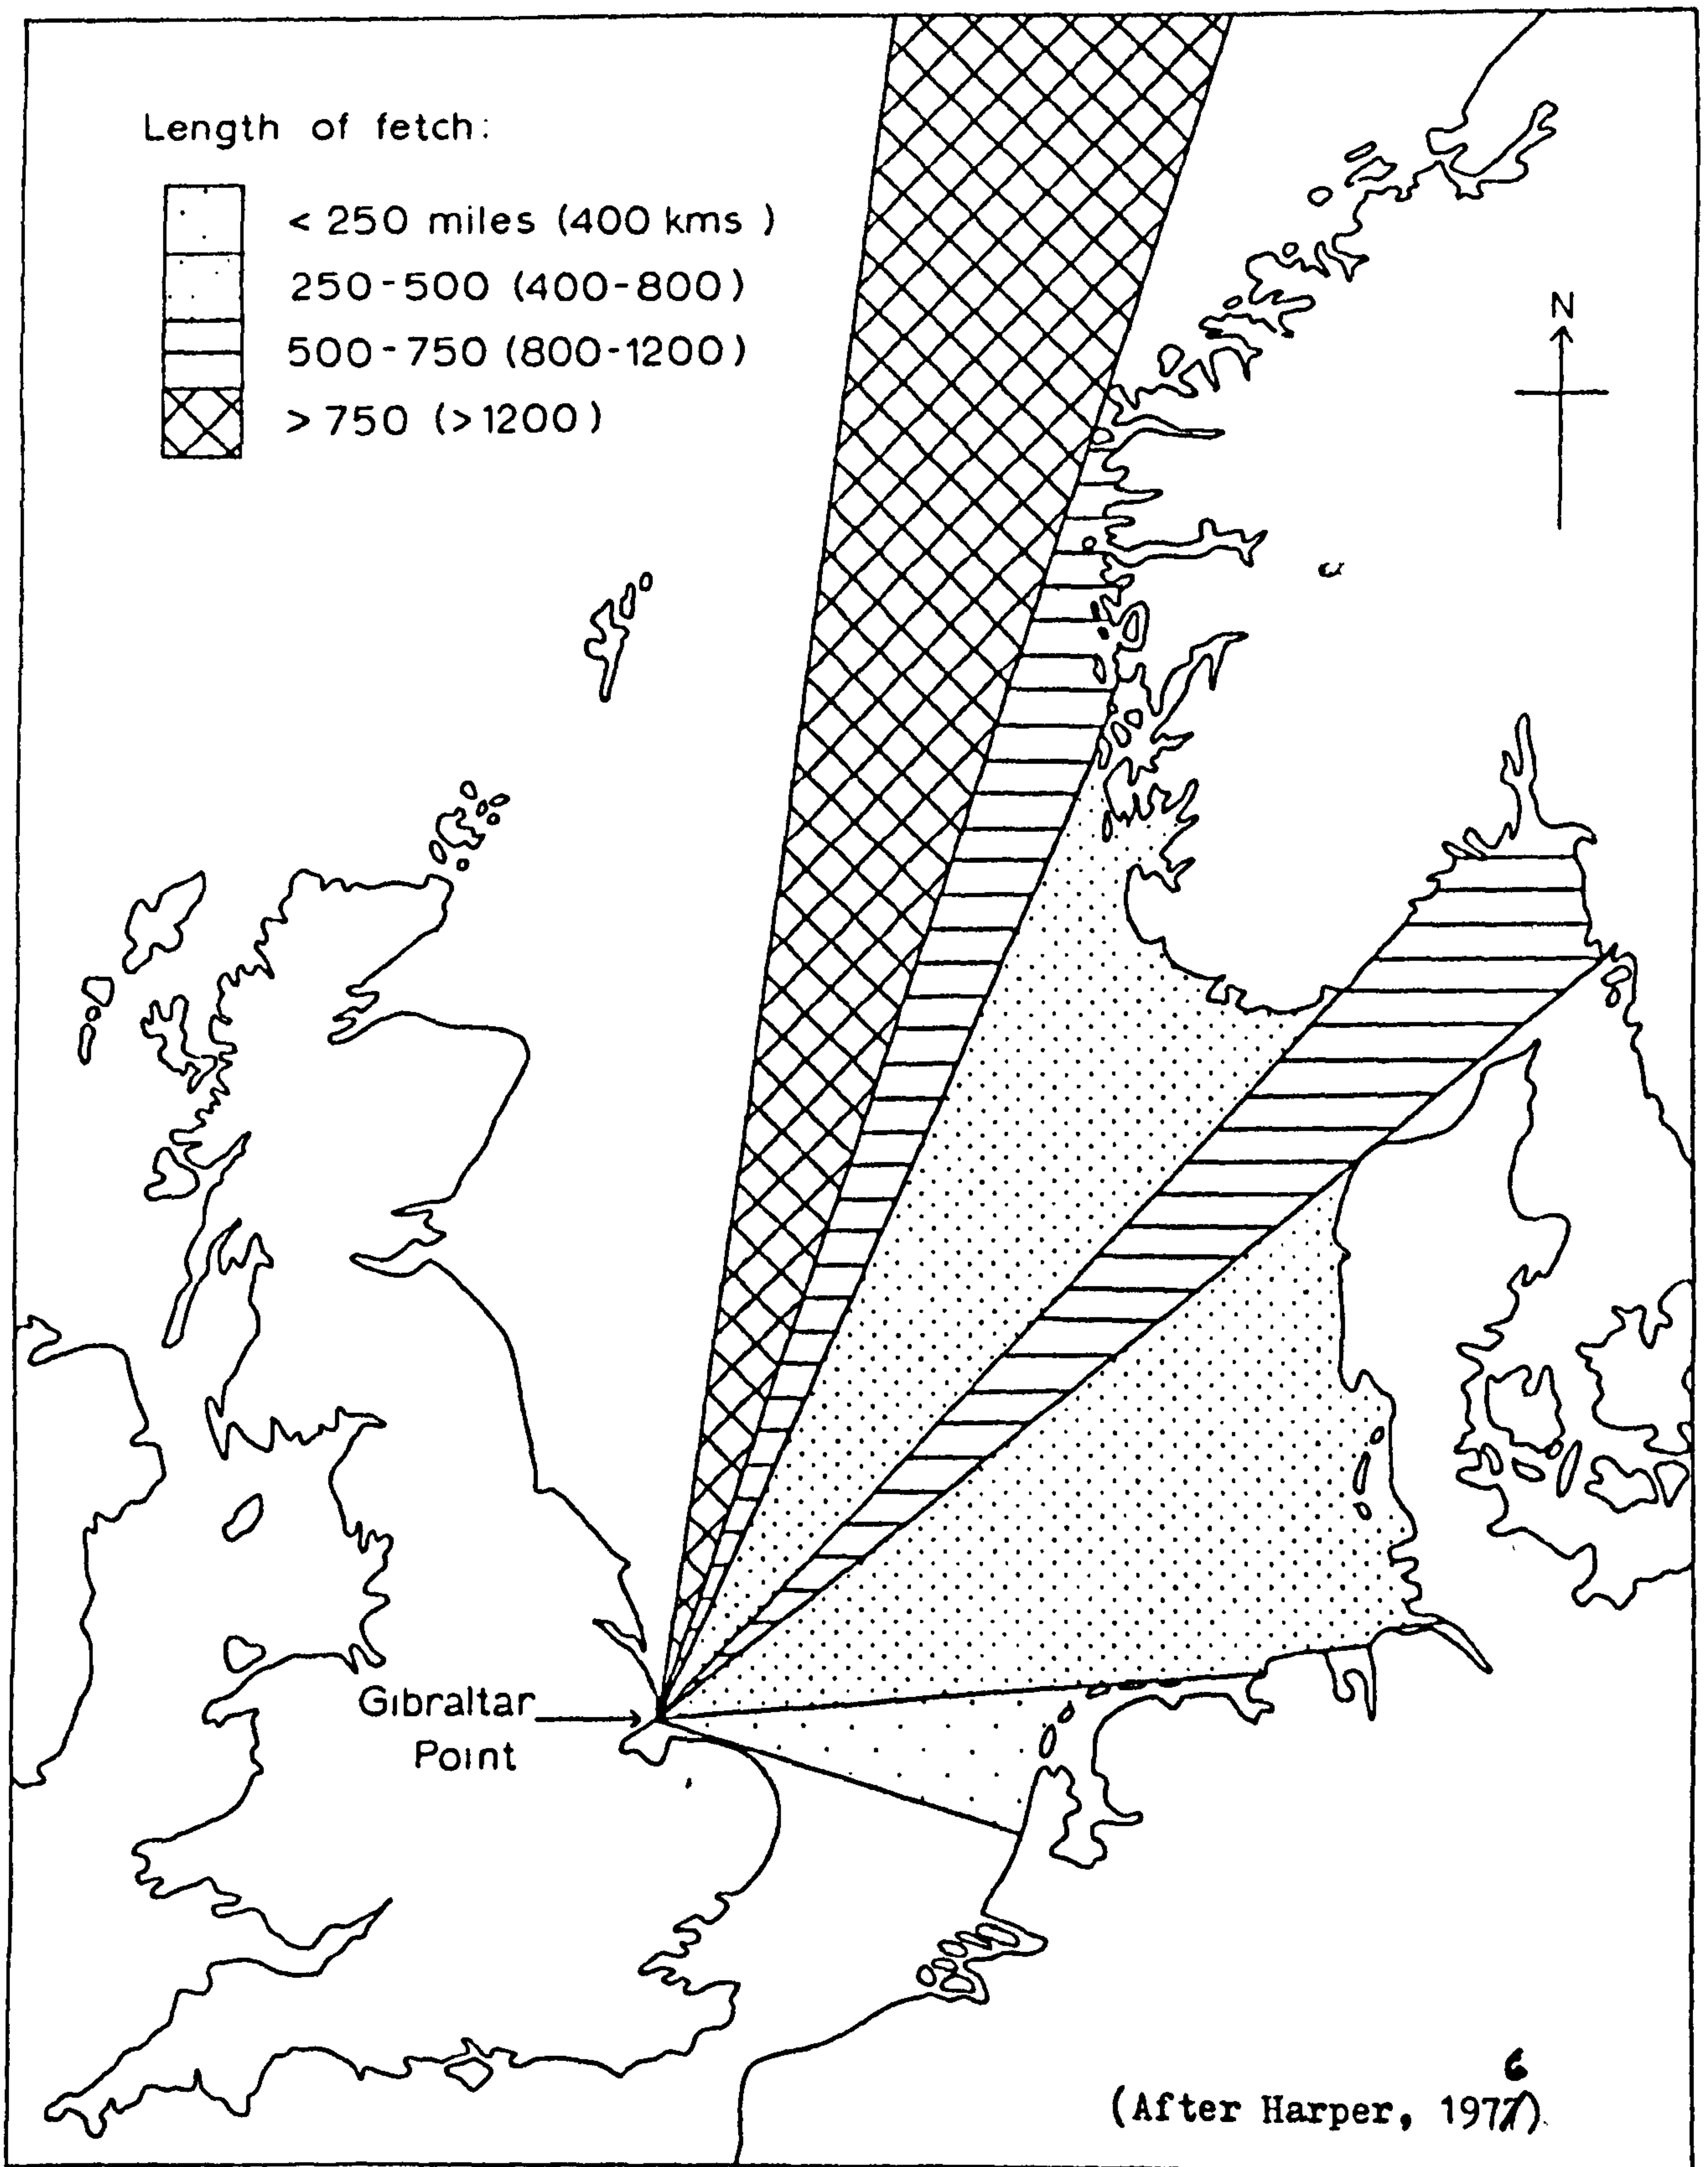 Length of fetch:
< 250 miles (400 kms )
250-500 (400-800)
500-750 (800-1200)
> 750 (>1200)
N
Gibraltar
Point
6
(After Harper, 1977)